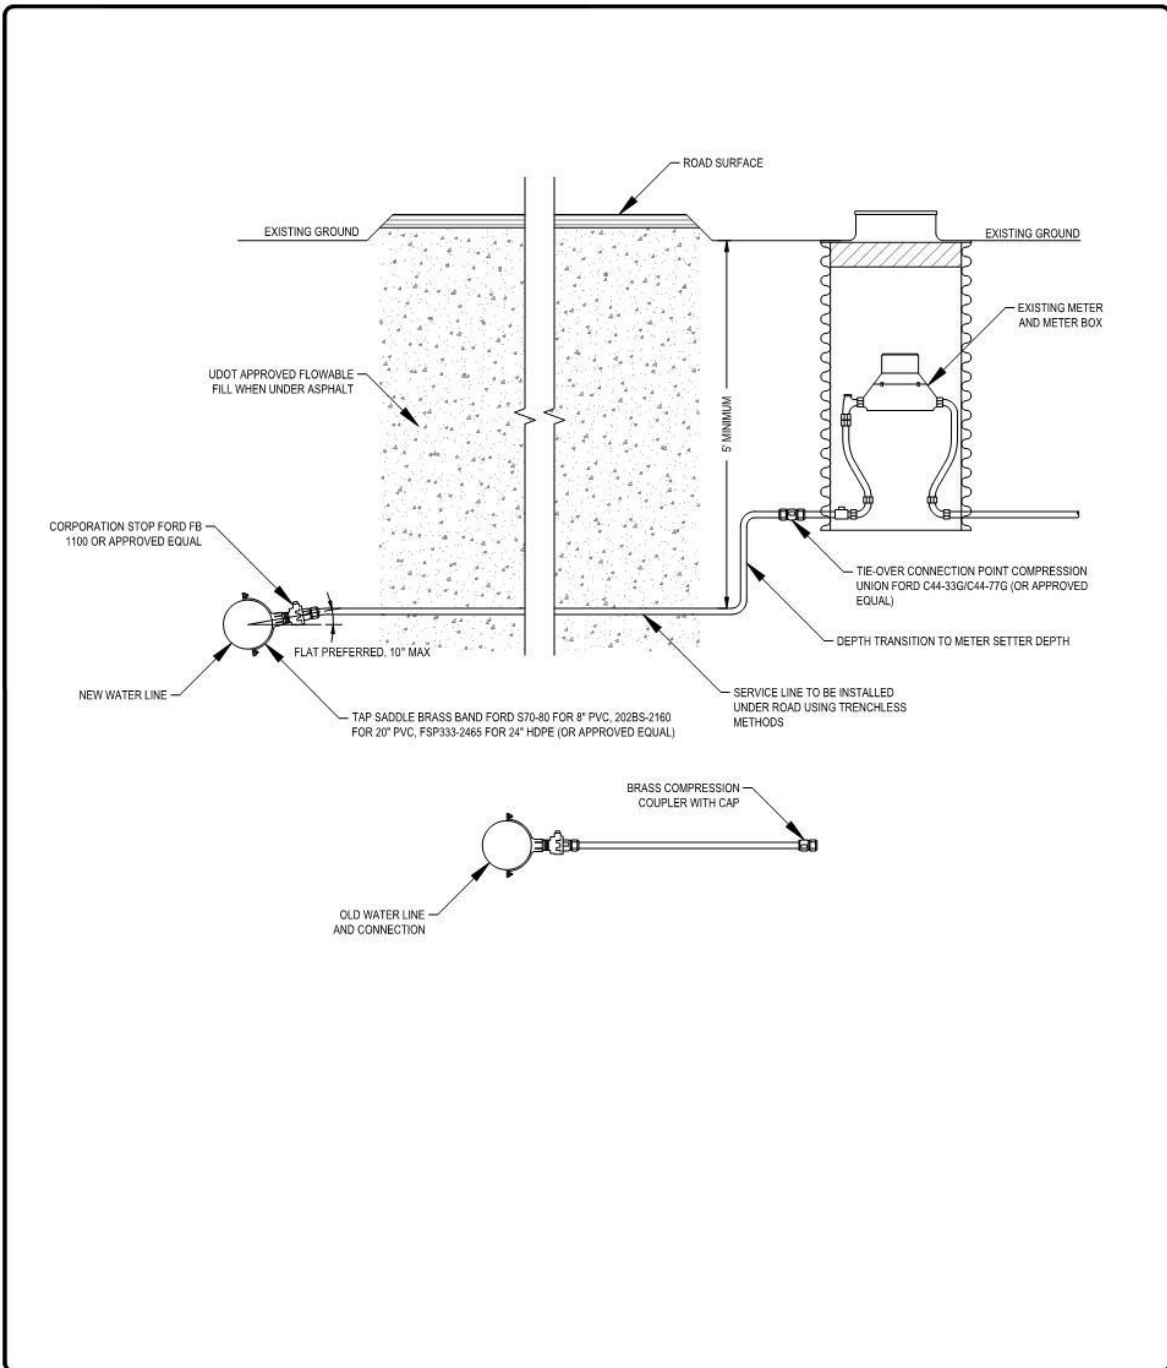 ROAD SURFACE
EXISTING GROUND
EXISTING GROUND
EXISTING METER
AND METER BOX
UDOT APPROVED FLOWABLE
FILL WHEN UNDER ASPHALT
5' MINIMUM
CORPORATION STOP FORD FB
1100 OR APPROVED EQUAL
TIE-OVER CONNECTION POINT COMPRESSION
UNION FORD C44-33G/C44-77G (OR APPROVED
EQUAL)
DEPTH TRANSITION TO METER SETTER DEPTH
FLAT PREFERRED, 10° MAX
NEW WATER LINE
SERVICE LINE TO BE INSTALLED
UNDER ROAD USING TRENCHLESS
METHODS
TAP SADDLE BRASS BAND FORD S70-80 FOR 8" PVC, 202BS-2160
FOR 20" PVC, FSP333-2465 FOR 24" HDPE (OR APPROVED EQUAL)
BRASS COMPRESSION
COUPLER WITH CAP
OLD WATER LINE
AND CONNECTION